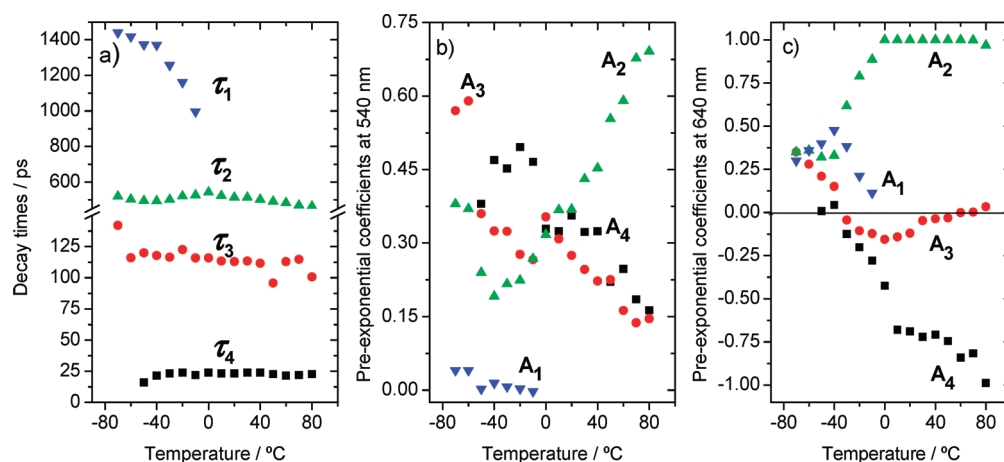 a)
Decay times / ps
1400
1200
1000
800
600
125
100
75
50
25
0
τ1
τ2
τ3
τ4
-80 -40 0 40 80
Temperature / ºC
b)
Pre-exponential coefficients at 540 nm
0.75
0.60
0.45
0.30
0.15
0.00
A3
A2
A4
A1
-80 -40 0 40 80
Temperature / ºC
c)
Pre-exponential coefficients at 640 nm
1.00
0.75
0.50
0.25
0.00
-0.25
-0.50
-0.75
-1.00
A2
A1
A3
A4
-80 -40 0 40 80
Temperature / ºC